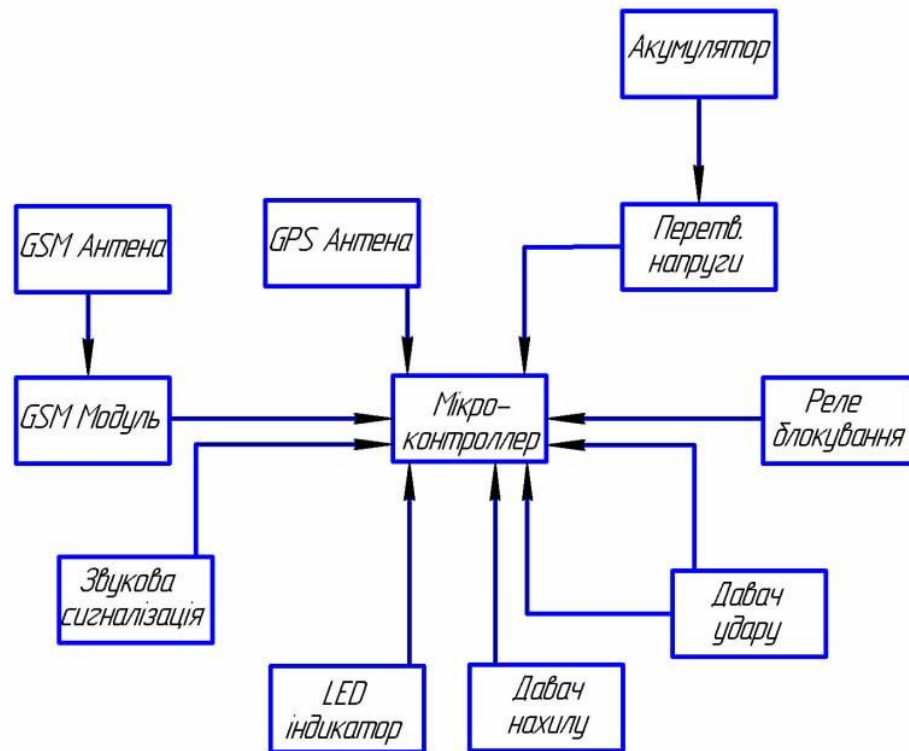 Акумулятор
GSM Антена
GPS Антена
Перетв.
напруги
GSM Модуль
Мікро-
контроллер
Реле
блокування
Звукова
сигналізація
LED
індикатор
Давач
нахилу
Давач
удару